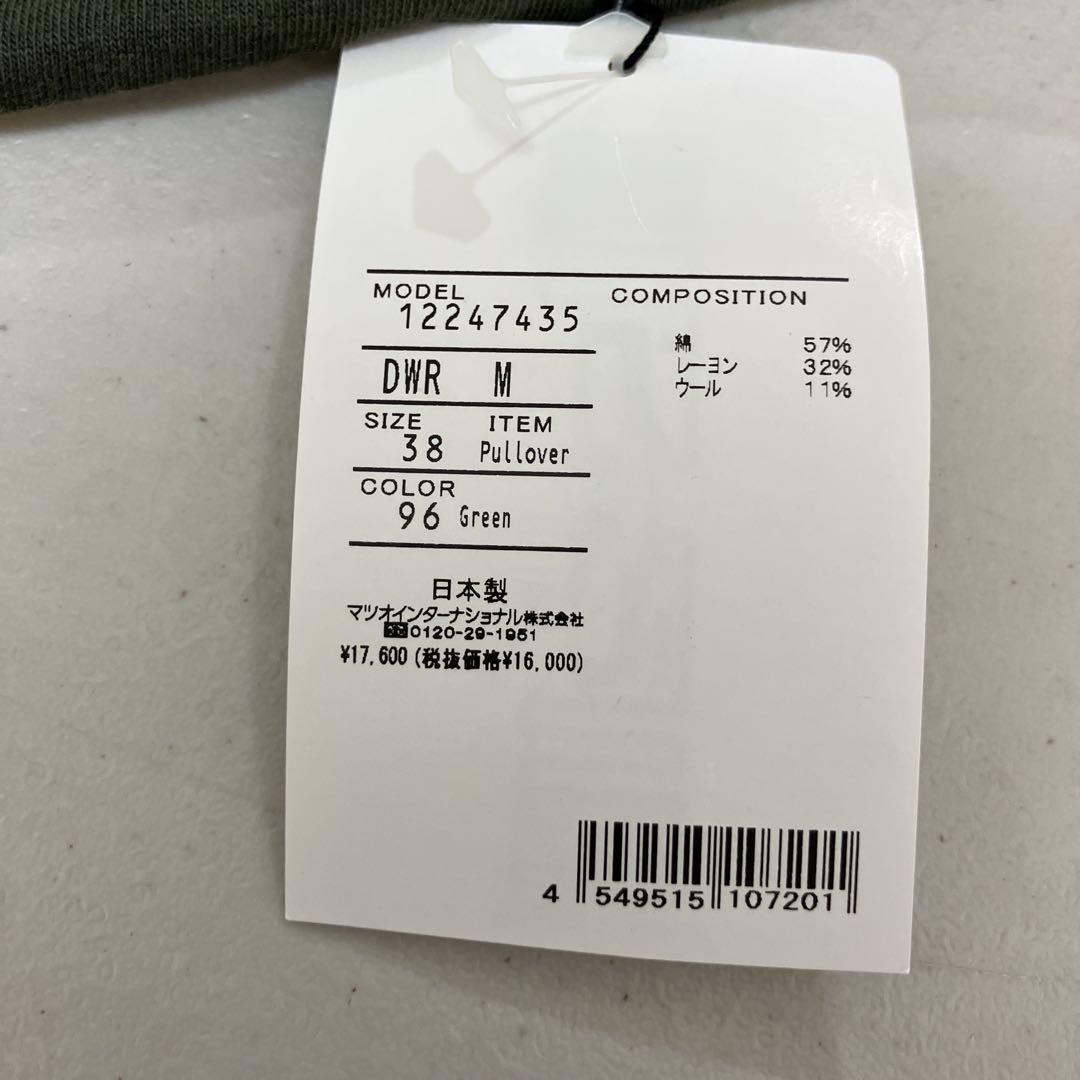 MODEL
12247435
DWR M
SIZE ITEM
38 Pullover
COLOR
96 Green
COMPOSITION
綿 57%
レーヨン 32%
ウール 11%
日本製
マツオインターナショナル株式会社
0120-29-1951
¥17,600(税抜価格¥16,000)
4 549515 107201